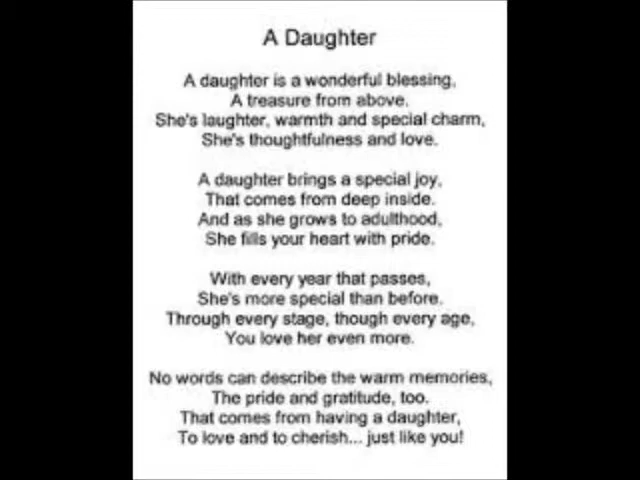 A Daughter
A daughter is a wonderful blessing,
A treasure from above.
She's laughter, warmth and special charm,
She's thoughtfulness and love.
A daughter brings a special joy,
That comes from deep inside.
And as she grows to adulthood,
She fills your heart with pride.
With every year that passes,
She's more special than before.
Through every stage, though every age,
You love her even more.
No words can describe the warm memories,
The pride and gratitude, too.
That comes from having a daughter,
To love and to cherish... just like you!